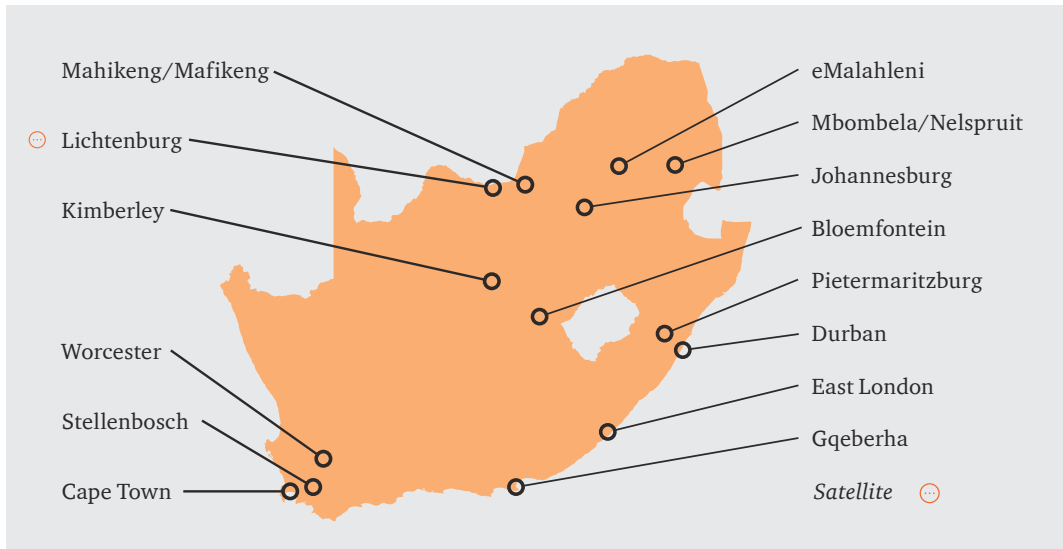 Mahikeng/Mafikeng
Lichtenburg
Kimberley
Worcester
Stellenbosch
Cape Town
eMalahleni
Mbombela/Nelspruit
Johannesburg
Bloemfontein
Pietermaritzburg
Durban
East London
Gqeberha
Satellite